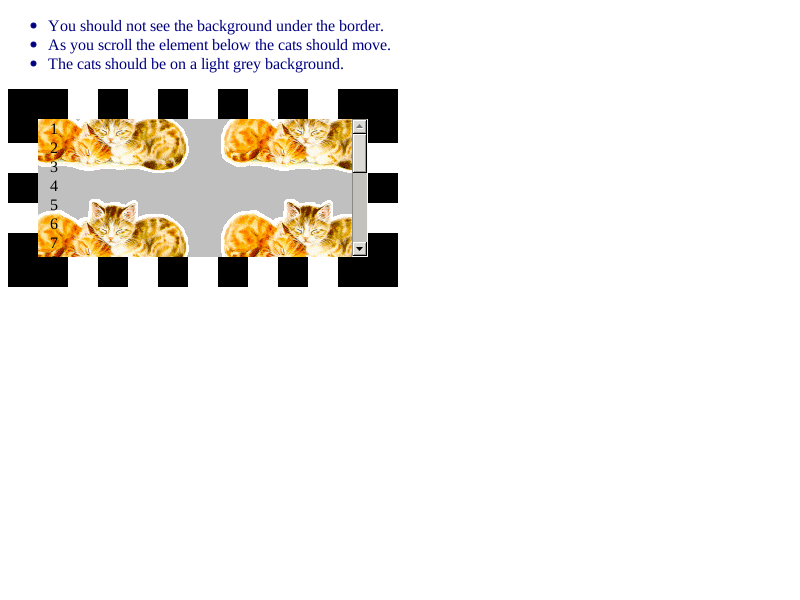 You should not see the background under the border.
As you scroll the element below the cats should move.
The cats should be on a light grey background.
1
2
3
4
5
6
7